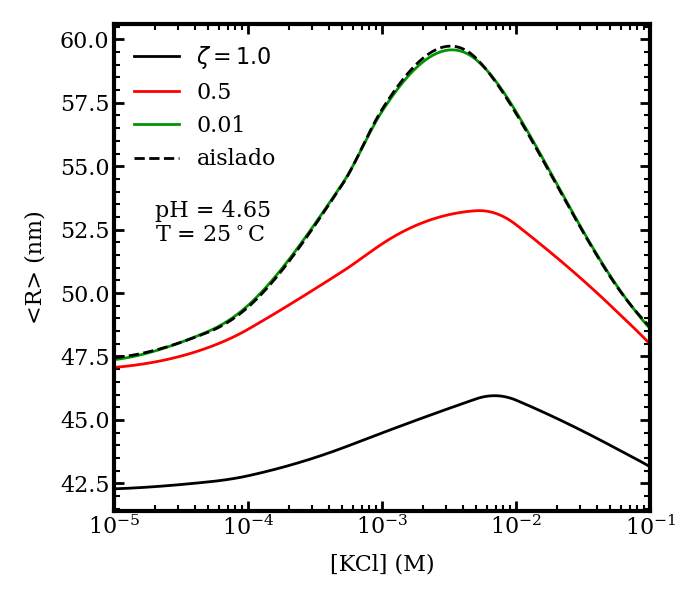 60.0
57.5
55.0
52.5
50.0
47.5
45.0
42.5
<R> (nm)
ζ = 1.0
0.5
0.01
aislado
pH = 4.65
T = 25°C
10⁻⁵
10⁻⁴
10⁻³
10⁻²
10⁻¹
[KCl] (M)